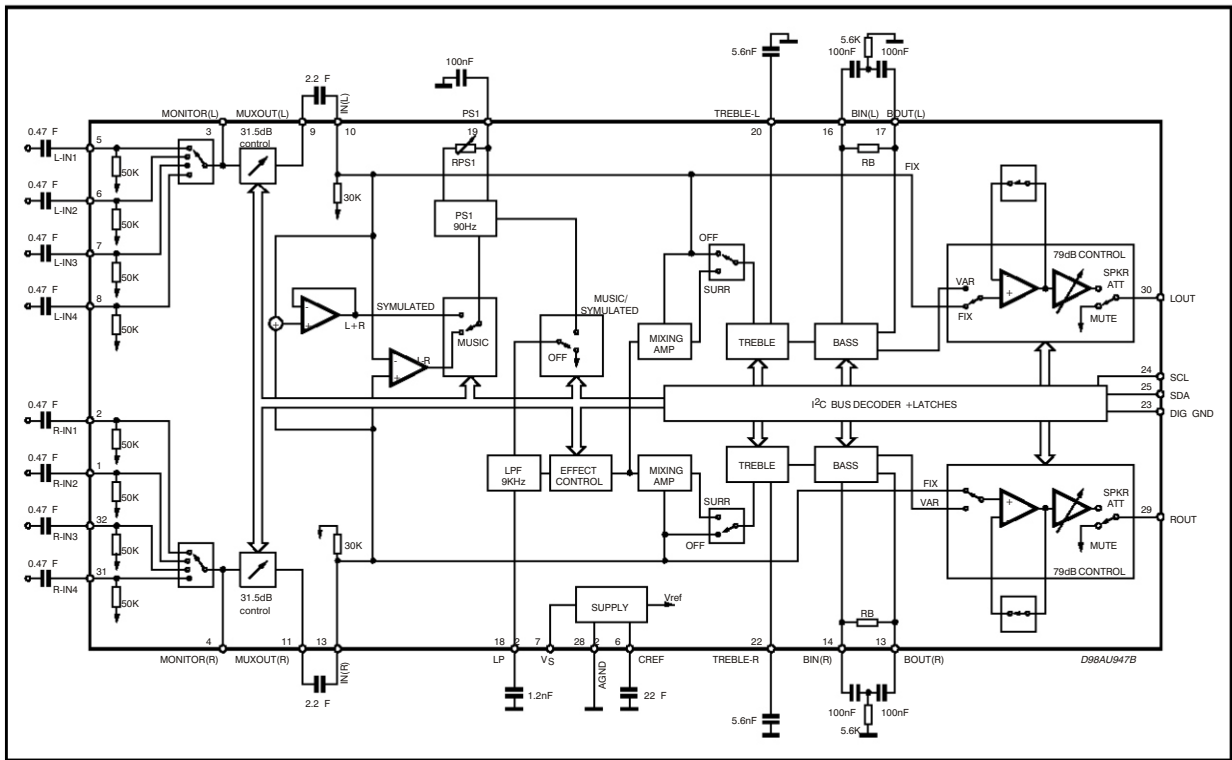 5.6K
5.6nF
100nF 100nF
100nF
2.2 F
IN(L)
MONITOR(L) MUXOUT(L) PS1 TREBLE-L BIN(L) BOUT(L)
3 9 10 19 20 16 17
0.47 F
5
L-IN1
50K
31.5dB
control
RPS1
RB
FIX
0.47 F
6
L-IN2
50K
30K
PS1
90Hz
OFF
SURR
0.47 F
7
L-IN3
50K
79dB CONTROL
0.47 F
8
L-IN4
50K
-
+
SYMULATED
L+R
MUSIC
MUSIC/
SYMULATED
OFF
MIXING
AMP
TREBLE
BASS
VAR
FIX
+
SPKR
ATT
MUTE
30
LOUT
-
+
L-R
I2C BUS DECODER +LATCHES
24
SCL
25
SDA
23
DIG GND
0.47 F
2
R-IN1
50K
0.47 F
1
R-IN2
50K
LPF
9KHz
EFFECT
CONTROL
MIXING
AMP
TREBLE
BASS
FIX
VAR
+
SPKR
ATT
MUTE
29
ROUT
0.47 F
32
R-IN3
50K
30K
SURR
OFF
79dB CONTROL
0.47 F
31
R-IN4
50K
31.5dB
control
SUPPLY
Vref
RB
4 11 13 18 2 7 28 2 6 22 14 13
MONITOR(R) MUXOUT(R) IN(R) LP VS AGND CREF TREBLE-R BIN(R) BOUT(R)
D98AU947B
2.2 F
1.2nF
22 F
5.6nF
100nF 100nF
5.6K